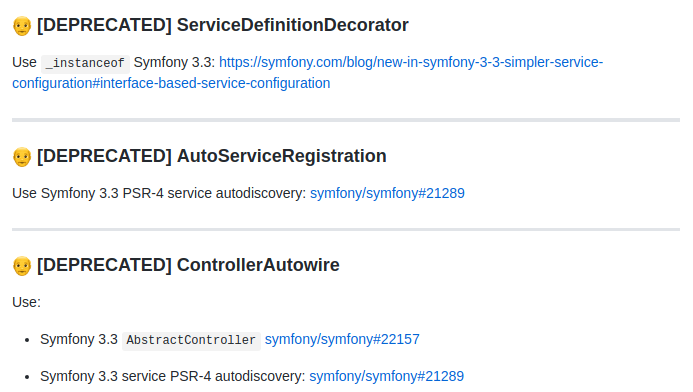 👴 [DEPRECATED] ServiceDefinitionDecorator
Use _instanceof Symfony 3.3: https://symfony.com/blog/new-in-symfony-3-3-simpler-service-
configuration#interface-based-service-configuration
👴 [DEPRECATED] AutoServiceRegistration
Use Symfony 3.3 PSR-4 service autodiscovery: symfony/symfony#21289
👴 [DEPRECATED] ControllerAutowire
Use:
• Symfony 3.3 AbstractController symfony/symfony#22157
• Symfony 3.3 service PSR-4 autodiscovery: symfony/symfony#21289